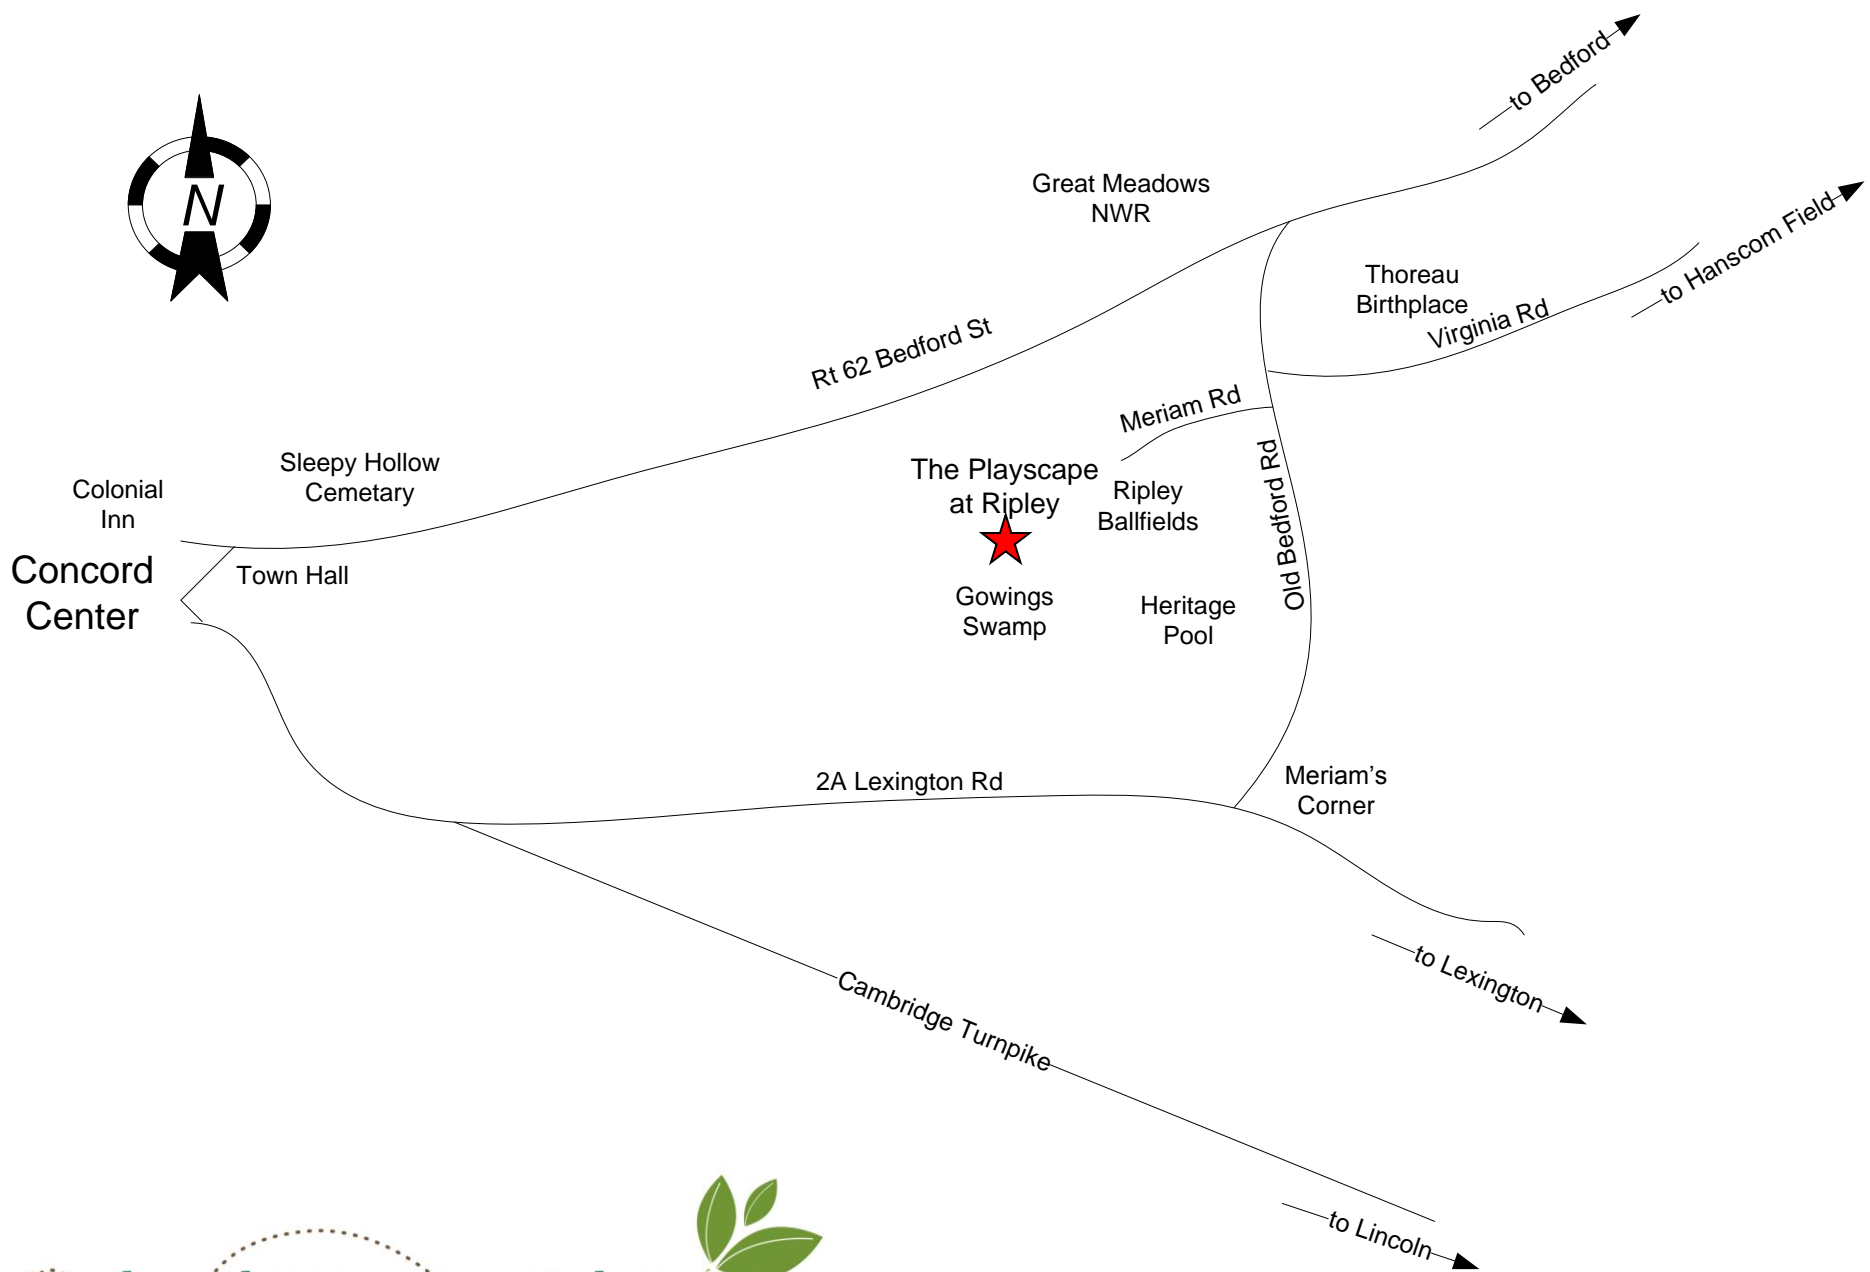 to Bedford
N
Great Meadows
NWR
to Hanscom Field
Thoreau
Birthplace
Virginia Rd
Rt 62 Bedford St
Meriam Rd
Sleepy Hollow
Cemetary
Colonial
Inn
The Playscape
at Ripley
Ripley
Ballfields
Old Bedford Rd
Concord
Center
Town Hall
Gowings
Swamp
Heritage
Pool
2A Lexington Rd
Meriam's
Corner
to Lexington
Cambridge Turnpike
to Lincoln